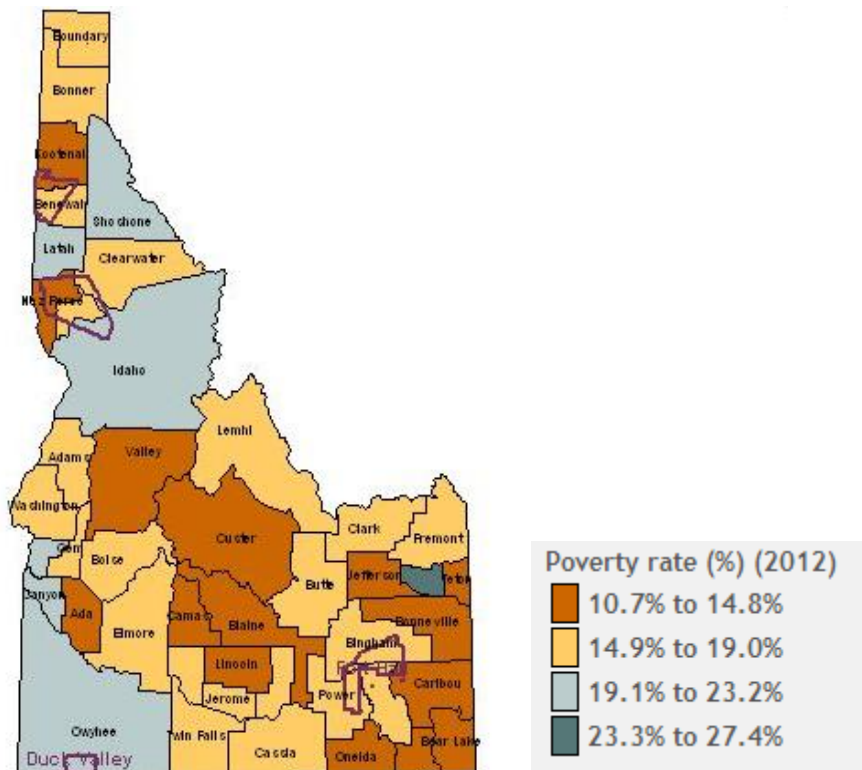 Boundary
Bonner
Kootenai
Benewah
Shoshone
Latah
Clearwater
Nez Perce
Idaho
Lemhi
Valley
Adams
Washington
Custer
Clark
Fremont
Gem
Boise
Butte
Jefferson
Teton
Canyon
Ada
Camas
Blaine
Bonneville
Elmore
Bingham
Lincoln
Power
Caribou
Jerome
Owyhee
Twin Falls
Cassia
Oneida
Bear Lake
Duck Valley
Poverty rate (%) (2012)
10.7% to 14.8%
14.9% to 19.0%
19.1% to 23.2%
23.3% to 27.4%